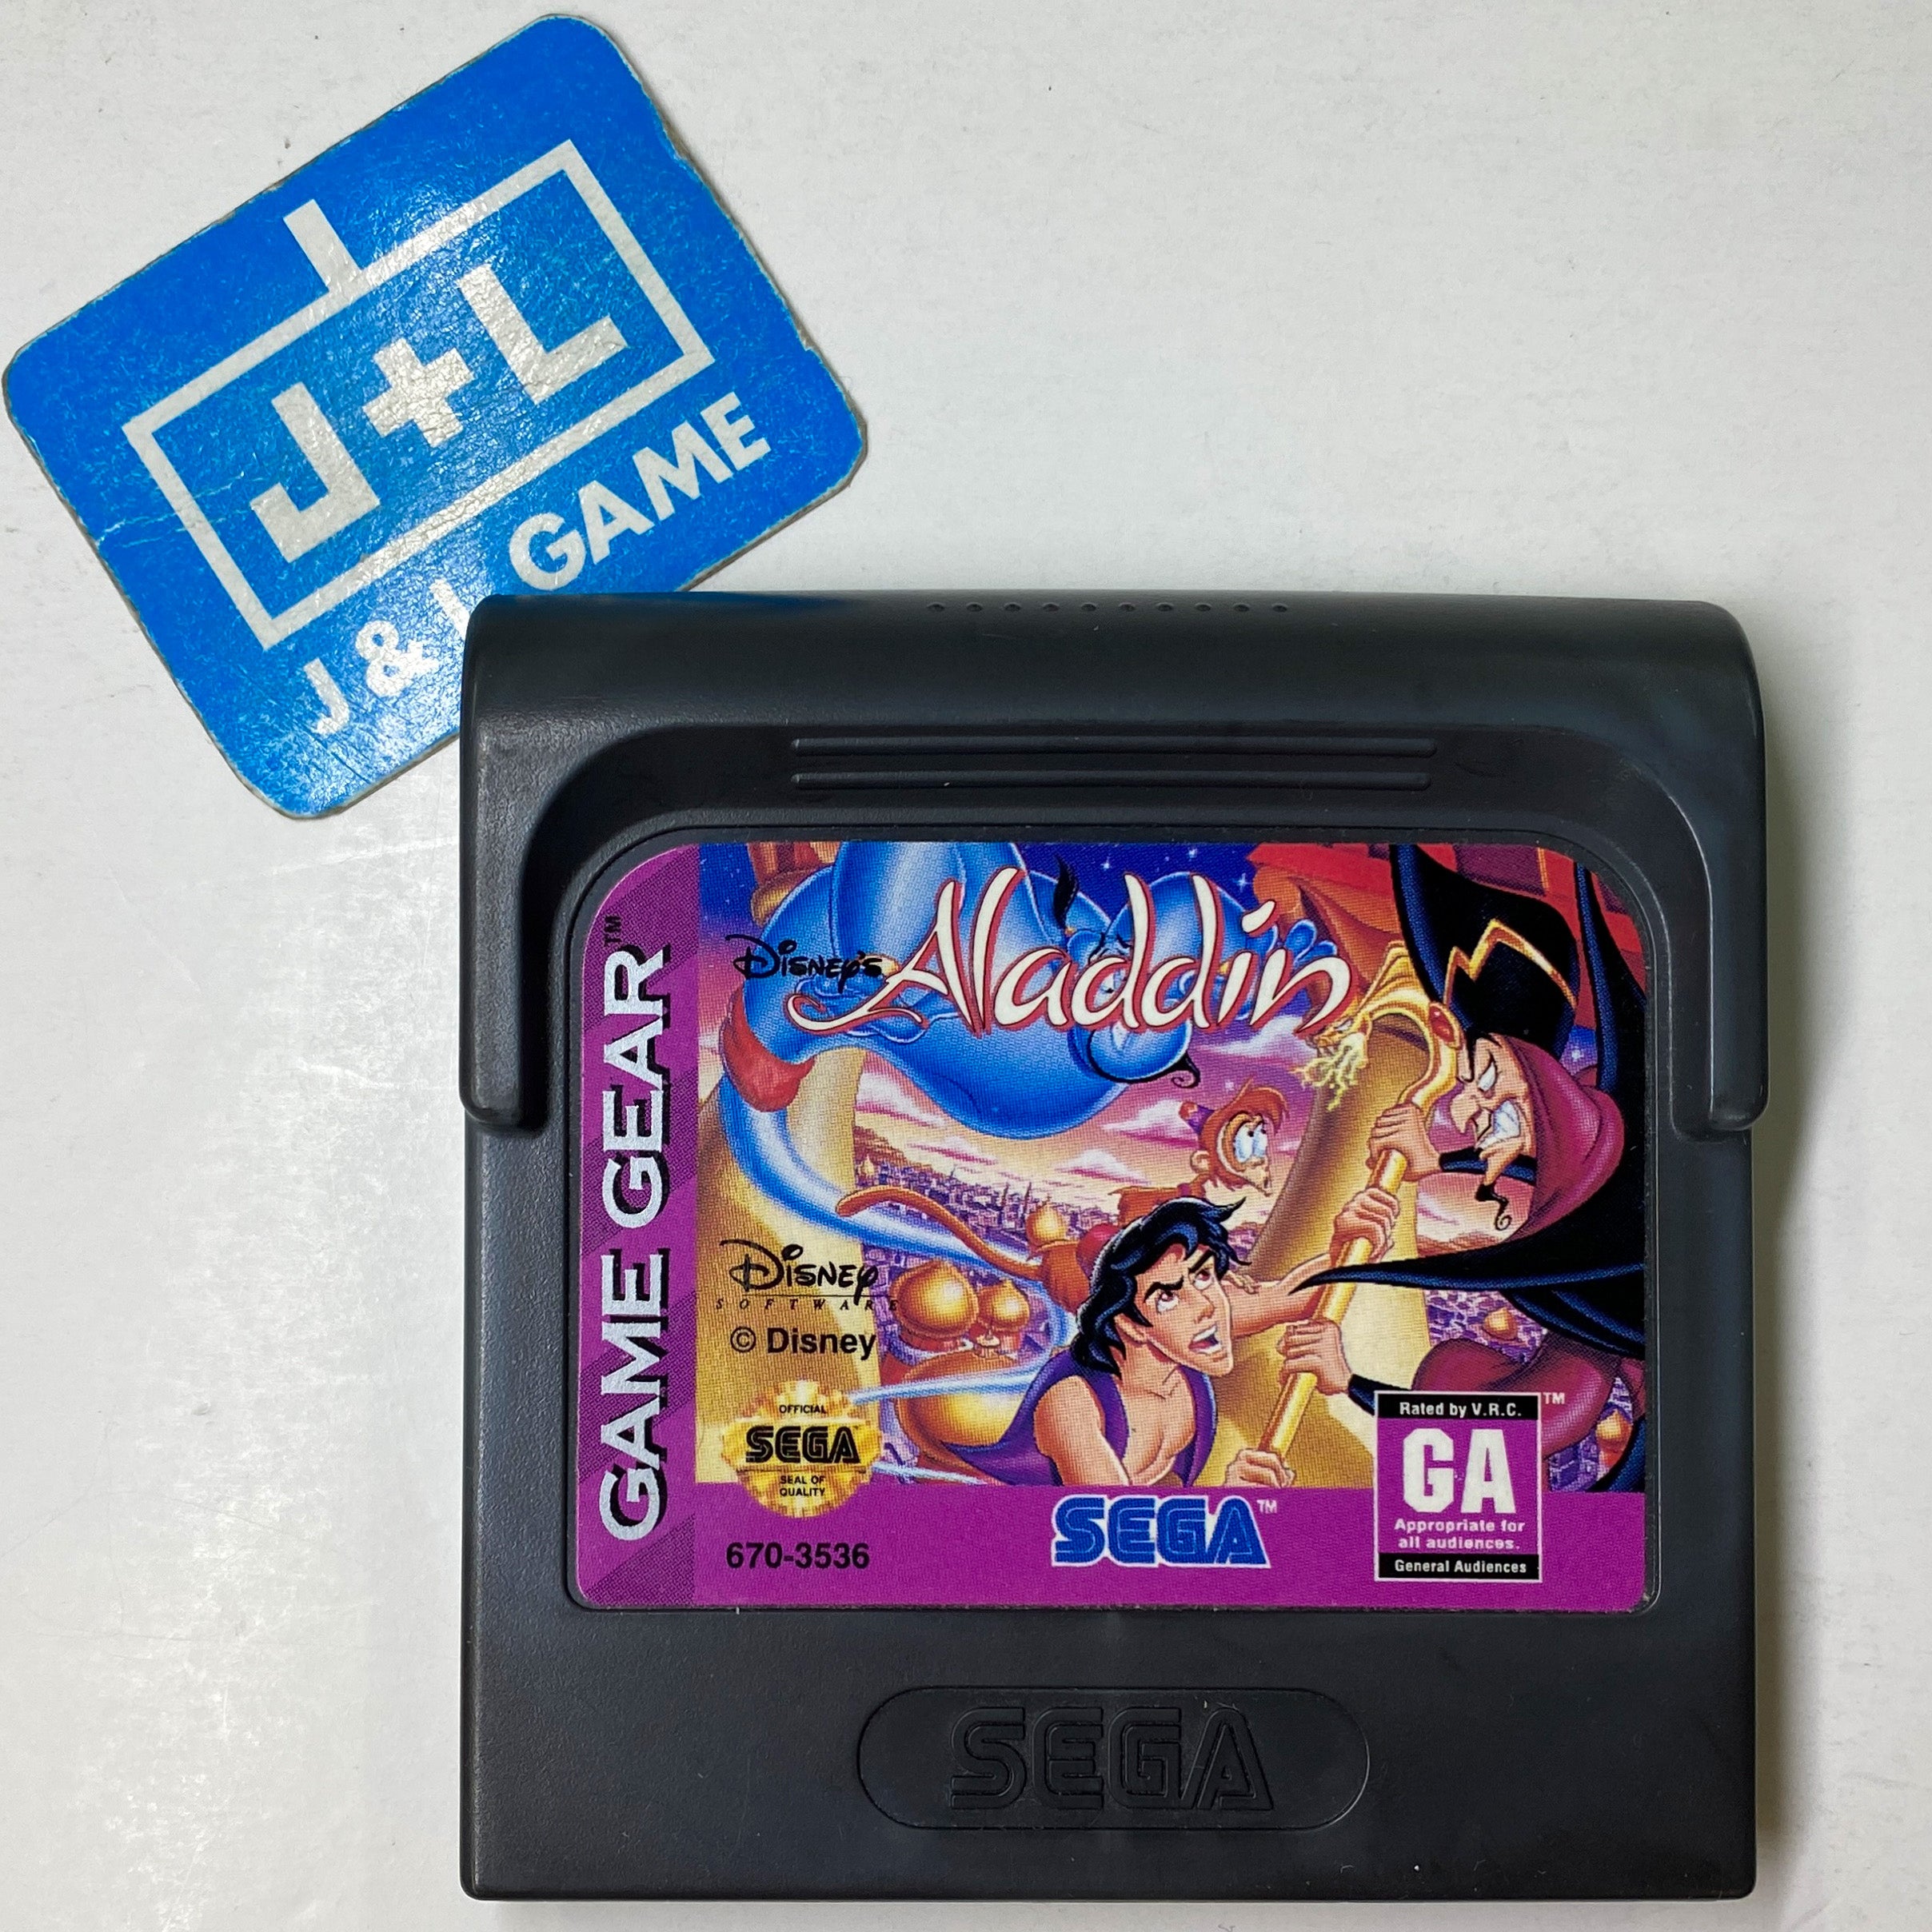 J+L
J & L GAME
GAME GEAR™
Disney's Aladdin
Disney
SOFTWARE
© Disney
OFFICIAL
SEGA
SEAL OF
QUALITY
670-3536
SEGA™
Rated by V.R.C. ™
GA
Appropriate for
all audiences.
General Audiences
SEGA